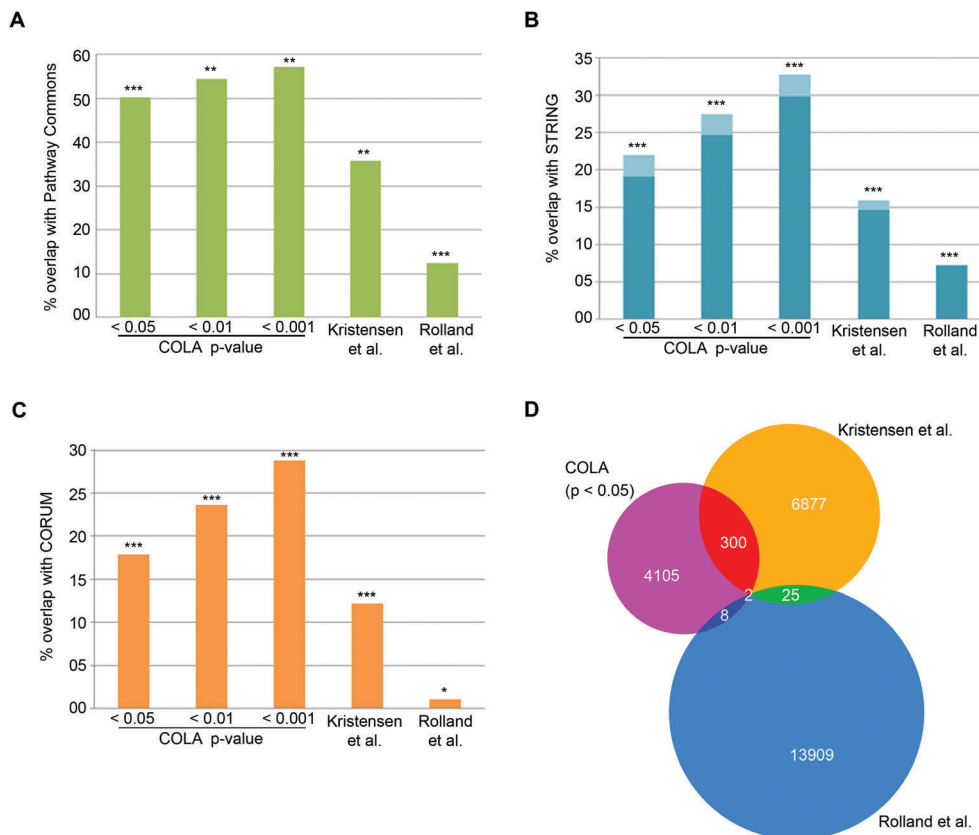 A
% overlap with Pathway Commons
60
50
40
30
20
10
00
***
**
**
**
***
< 0.05
< 0.01
< 0.001
COLA p-value
Kristensen
et al.
Rolland
et al.
B
% overlap with STRING
35
30
25
20
15
10
05
00
***
***
***
***
***
< 0.05
< 0.01
< 0.001
COLA p-value
Kristensen
et al.
Rolland
et al.
C
% overlap with CORUM
30
25
20
15
10
05
00
***
***
***
***
*
< 0.05
< 0.01
< 0.001
COLA p-value
Kristensen
et al.
Rolland
et al.
D
Kristensen et al.
COLA
(p < 0.05)
6877
300
4105
2
25
8
13909
Rolland et al.